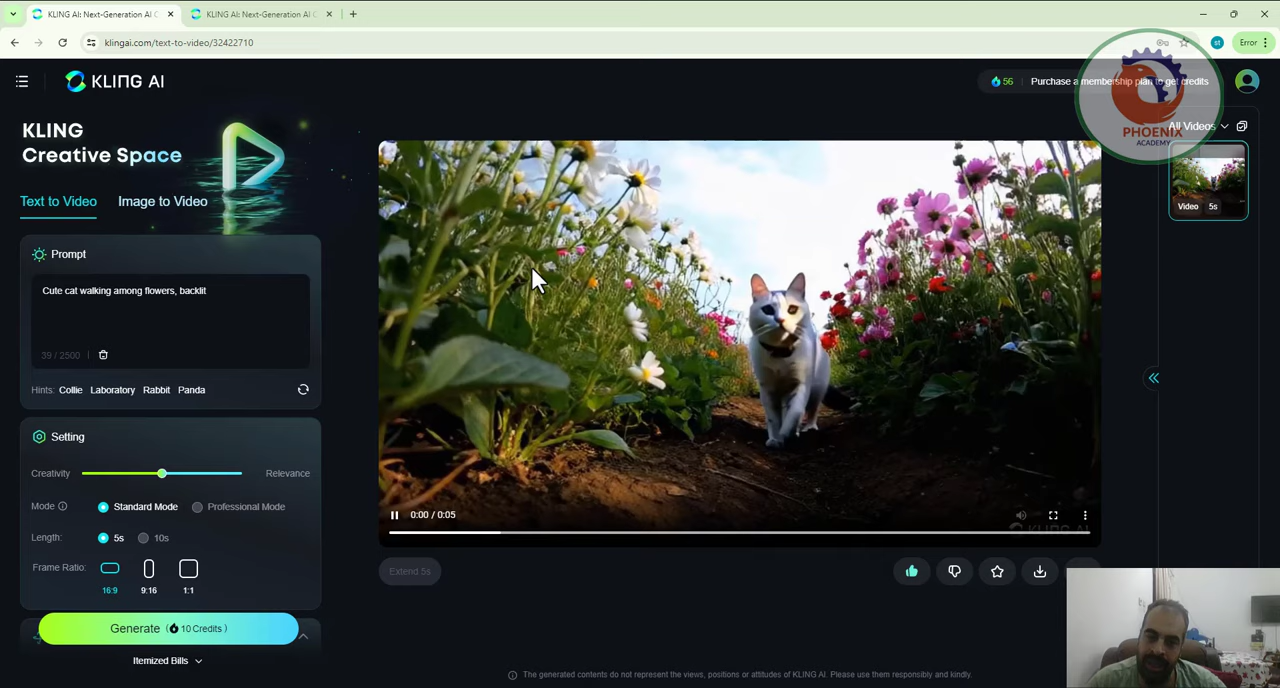 KLING AI: Next-Generation AI C
KLING AI: Next-Generation AI C
klingai.com/text-to-video/32422710
st
Error
KLING AI
56
Purchase a membership plan to get credits
PHOENIX
ACADEMY
All Videos
KLING
Creative Space
Text to Video
Image to Video
Video 5s
Prompt
Cute cat walking among flowers, backlit
39 / 2500
Hints: Collie Laboratory Rabbit Panda
Setting
Creativity
Relevance
Mode
Standard Mode
Professional Mode
Length:
5s
10s
Frame Ratio:
16:9
9:16
1:1
0:00 / 0:05
KLING AI
Extend 5s
Generate ( 10 Credits )
Itemized Bills
The generated contents do not represent the views, positions or attitudes of KLING AI. Please use them responsibly and kindly.